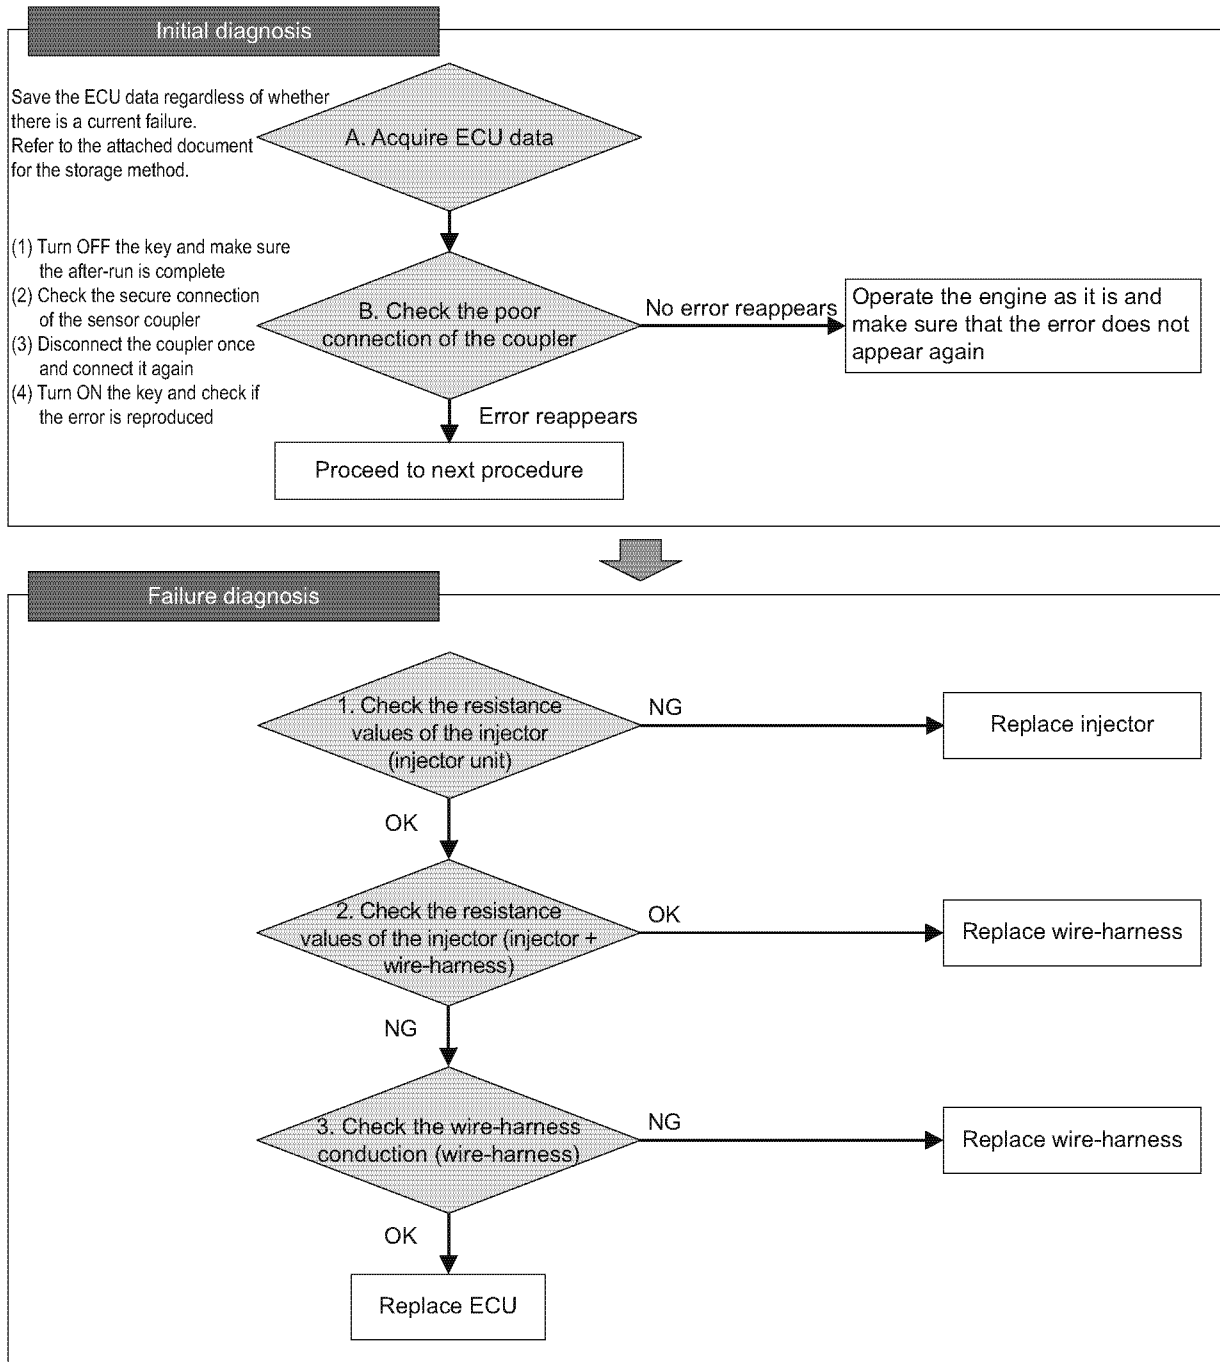 Initial diagnosis
Save the ECU data regardless of whether
there is a current failure.
Refer to the attached document
for the storage method.
A. Acquire ECU data
(1) Turn OFF the key and make sure
the after-run is complete
(2) Check the secure connection
of the sensor coupler
(3) Disconnect the coupler once
and connect it again
(4) Turn ON the key and check if
the error is reproduced
B. Check the poor
connection of the coupler
No error reappears
Operate the engine as it is and
make sure that the error does not
appear again
Error reappears
Proceed to next procedure
Failure diagnosis
1. Check the resistance
values of the injector
(injector unit)
NG
Replace injector
OK
2. Check the resistance
values of the injector (injector +
wire-harness)
OK
Replace wire-harness
NG
3. Check the wire-harness
conduction (wire-harness)
NG
Replace wire-harness
OK
Replace ECU